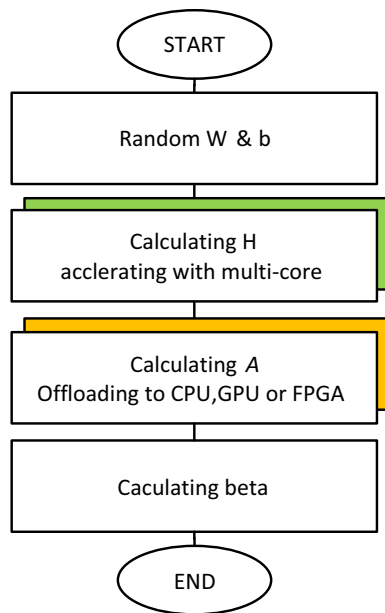 START
Random W & b
Calculating H
acclerating with multi-core
Calculating A
Offloading to CPU,GPU or FPGA
Caculating beta
END